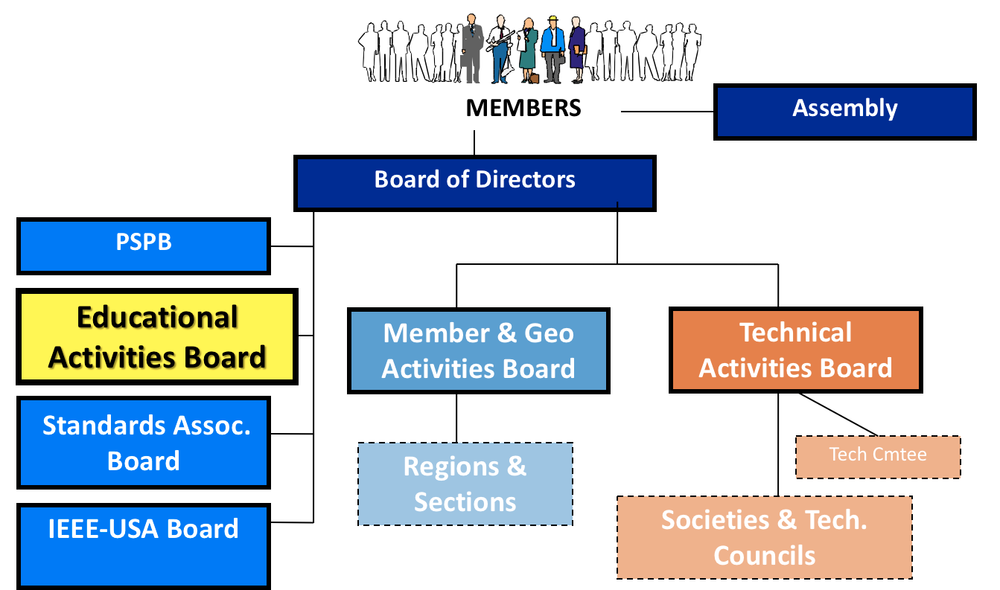 MEMBERS
Assembly
Board of Directors
PSPB
Educational
Activities Board
Standards Assoc.
Board
IEEE-USA Board
Member & Geo
Activities Board
Technical
Activities Board
Regions &
Sections
Tech Cmtee
Societies & Tech.
Councils